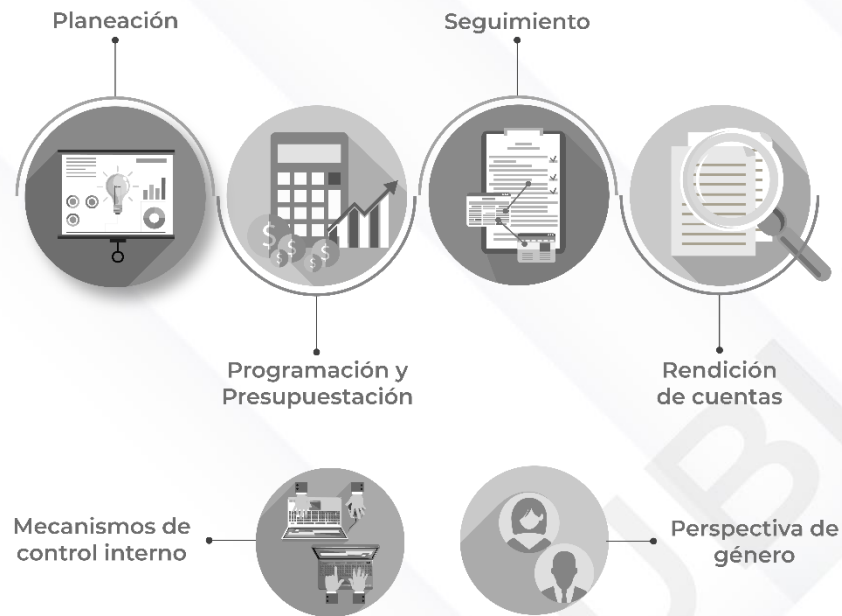 Planeación
Seguimiento
Programación y
Presupuestación
Rendición
de cuentas
Mecanismos de
control interno
Perspectiva de
género